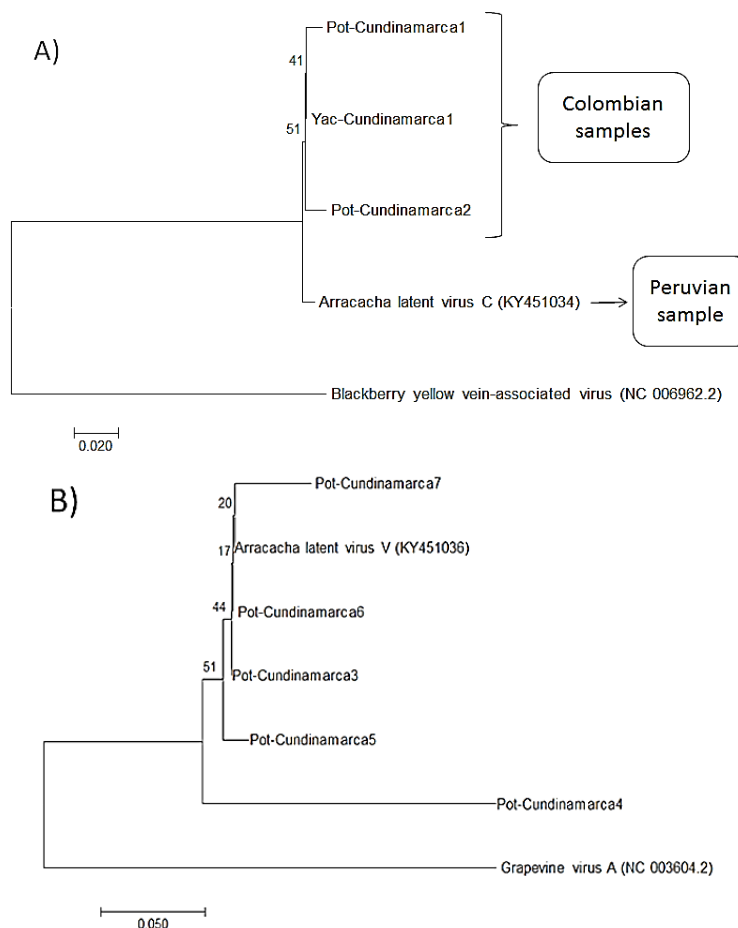 A)
Pot-Cundinamarca1
41
Colombian
samples
51
Yac-Cundinamarca1
Pot-Cundinamarca2
Arracacha latent virus C (KY451034)
Peruvian
sample
Blackberry yellow vein-associated virus (NC 006962.2)
0.020
B)
Pot-Cundinamarca7
20
17
Arracacha latent virus V (KY451036)
44
Pot-Cundinamarca6
51
Pot-Cundinamarca3
Pot-Cundinamarca5
Pot-Cundinamarca4
Grapevine virus A (NC 003604.2)
0.050